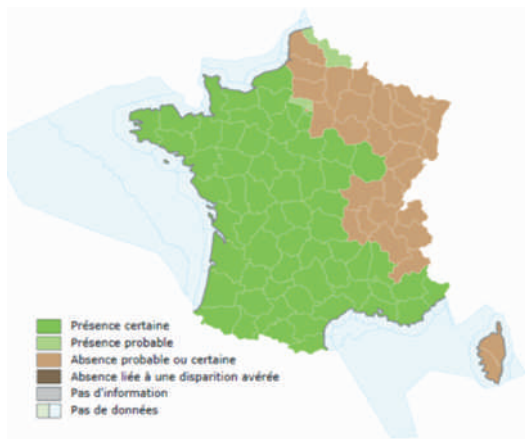 Présence certaine
Présence probable
Absence probable ou certaine
Absence liée à une disparition avérée
Pas d'information
Pas de données